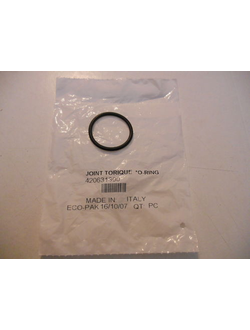 JOINT TORIQUE *O-RING
420631300
MADE IN: ITALY
ECO-PAK 16/10/07 QT. PC